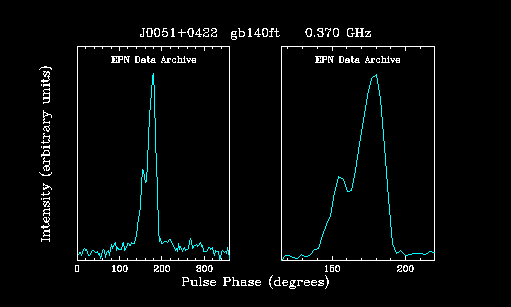 J0051+0422 gb140ft 0.370 GHz
EPN Data Archive
EPN Data Archive
Intensity (arbitrary units)
0 100 200 300
150 200
Pulse Phase (degrees)